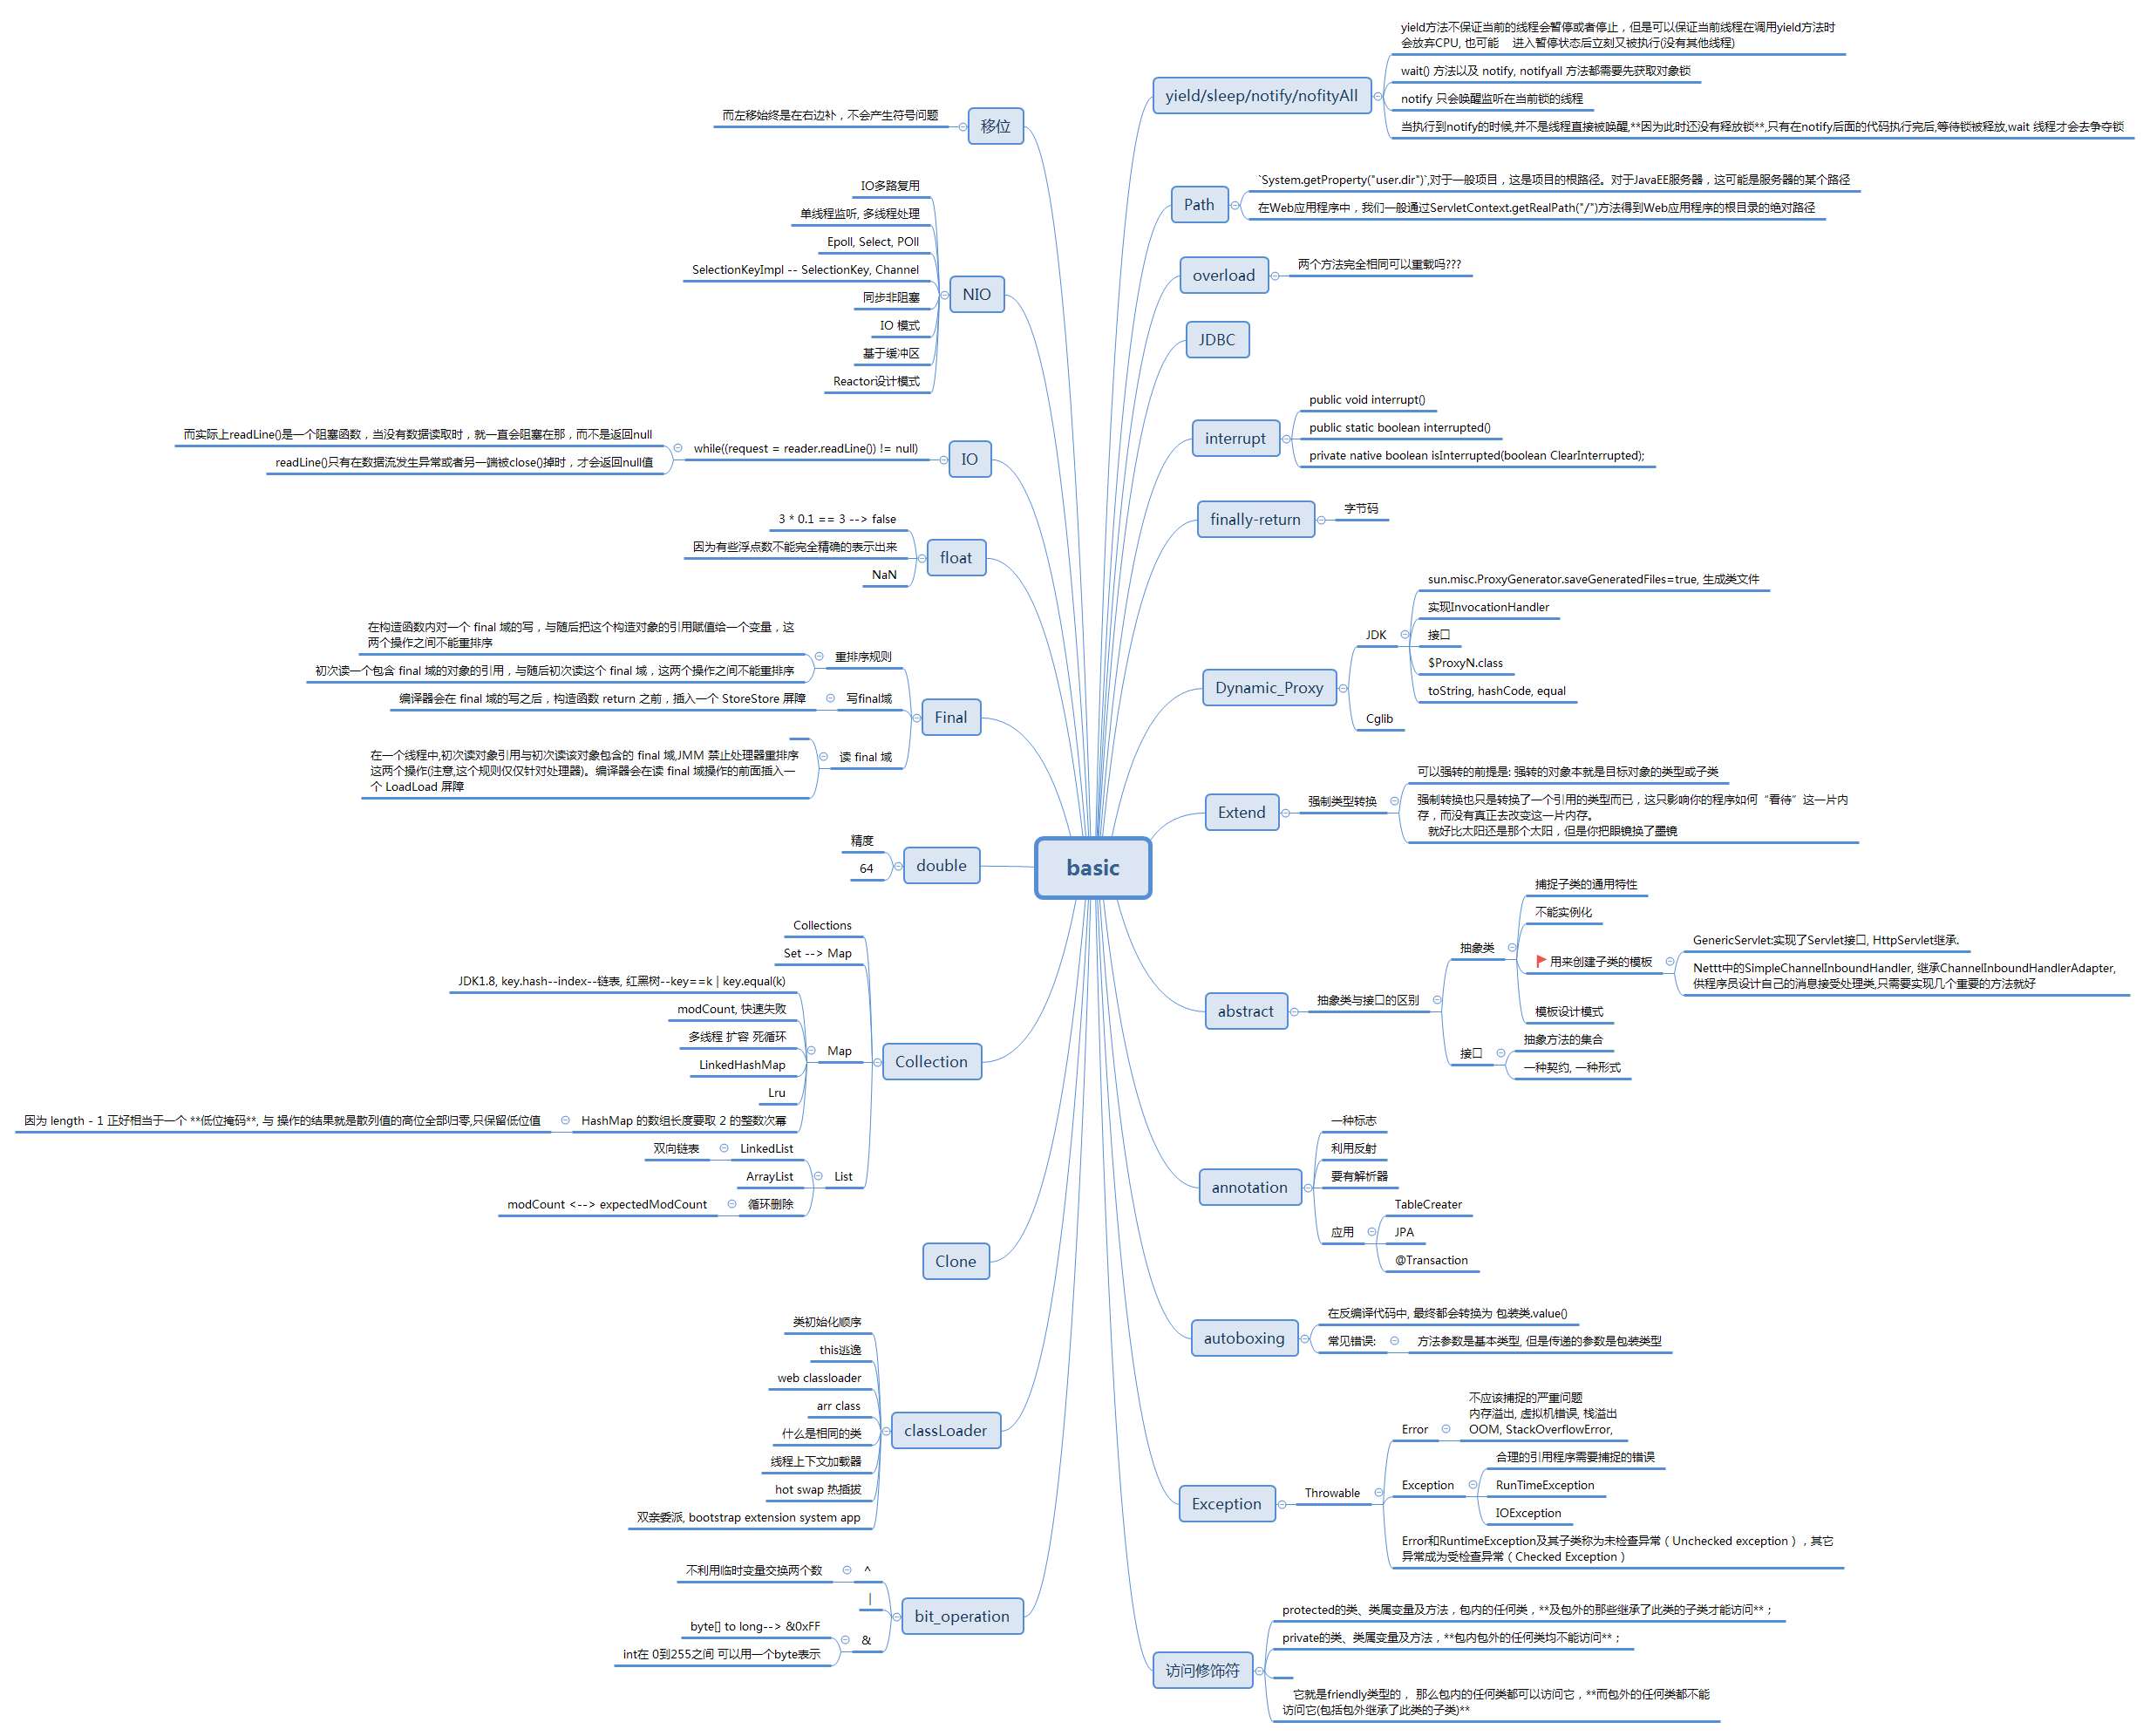 basic
yield/sleep/notify/nofityAll
yield方法不保证当前的线程会暂停或者停止，但是可以保证当前线程在调用yield方法时
会放弃CPU, 也可能    进入暂停状态后立刻又被执行(没有其他线程)
wait() 方法以及 notify, notifyall 方法都需要先获取对象锁
notify 只会唤醒监听在当前锁的线程
当执行到notify的时候,并不是线程直接被唤醒,**因为此时还没有释放锁**,只有在notify后面的代码执行完后,等待锁被释放,wait 线程才会去争夺锁
Path
`System.getProperty("user.dir")`,对于一般项目，这是项目的根路径。对于JavaEE服务器，这可能是服务器的某个路径
在Web应用程序中，我们一般通过ServletContext.getRealPath("/")方法得到Web应用程序的根目录的绝对路径
overload
两个方法完全相同可以重载吗???
JDBC
interrupt
public void interrupt()
public static boolean interrupted()
private native boolean isInterrupted(boolean ClearInterrupted);
finally-return
字节码
Dynamic_Proxy
JDK
sun.misc.ProxyGenerator.saveGeneratedFiles=true, 生成类文件
实现InvocationHandler
接口
$ProxyN.class
toString, hashCode, equal
Cglib
Extend
强制类型转换
可以强转的前提是: 强转的对象本就是目标对象的类型或子类
强制转换也只是转换了一个引用的类型而已，这只影响你的程序如何“看待”这一片内
存，而没有真正去改变这一片内存。
就好比太阳还是那个太阳，但是你把眼镜换了墨镜
abstract
抽象类与接口的区别
抽象类
捕捉子类的通用特性
不能实例化
用来创建子类的模板
GenericServlet:实现了Servlet接口, HttpServlet继承.
Nettt中的SimpleChannelInboundHandler, 继承ChannelInboundHandlerAdapter,
供程序员设计自己的消息接受处理类,只需要实现几个重要的方法就好
模板设计模式
接口
抽象方法的集合
一种契约, 一种形式
annotation
一种标志
利用反射
要有解析器
应用
TableCreater
JPA
@Transaction
autoboxing
在反编译代码中, 最终都会转换为 包装类.value()
常见错误:
方法参数是基本类型, 但是传递的参数是包装类型
Exception
Throwable
Error
不应该捕捉的严重问题
内存溢出, 虚拟机错误, 栈溢出
OOM, StackOverflowError,
Exception
合理的引用程序需要捕捉的错误
RunTimeException
IOException
Error和RuntimeException及其子类称为未检查异常（Unchecked exception），其它
异常成为受检查异常（Checked Exception）
访问修饰符
protected的类、类属变量及方法，包内的任何类，**及包外的那些继承了此类的子类才能访问**；
private的类、类属变量及方法，**包内包外的任何类均不能访问**；
它就是friendly类型的， 那么包内的任何类都可以访问它，**而包外的任何类都不能
访问它(包括包外继承了此类的子类)**
移位
而左移始终是在右边补，不会产生符号问题
NIO
IO多路复用
单线程监听, 多线程处理
Epoll, Select, POll
SelectionKeyImpl -- SelectionKey, Channel
同步非阻塞
IO 模式
基于缓冲区
Reactor设计模式
IO
while((request = reader.readLine()) != null)
而实际上readLine()是一个阻塞函数，当没有数据读取时，就一直会阻塞在那，而不是返回null
readLine()只有在数据流发生异常或者另一端被close()掉时，才会返回null值
float
3 * 0.1 == 3 --> false
因为有些浮点数不能完全精确的表示出来
NaN
Final
重排序规则
在构造函数内对一个 final 域的写，与随后把这个构造对象的引用赋值给一个变量，这
两个操作之间不能重排序
初次读一个包含 final 域的对象的引用，与随后初次读这个 final 域，这两个操作之间不能重排序
写final域
编译器会在 final 域的写之后，构造函数 return 之前，插入一个 StoreStore 屏障
读 final 域
在一个线程中,初次读对象引用与初次读该对象包含的 final 域,JMM 禁止处理器重排序
这两个操作(注意,这个规则仅仅针对处理器)。编译器会在读 final 域操作的前面插入一
个 LoadLoad 屏障
double
精度
64
Collection
Collections
Set --> Map
Map
JDK1.8, key.hash--index--链表, 红黑树--key==k | key.equal(k)
modCount, 快速失败
多线程 扩容 死循环
LinkedHashMap
Lru
HashMap 的数组长度要取 2 的整数次幂
因为 length - 1 正好相当于一个 **低位掩码**, 与 操作的结果就是散列值的高位全部归零,只保留低位值
List
LinkedList
双向链表
ArrayList
循环删除
modCount <--> expectedModCount
Clone
classLoader
类初始化顺序
this逃逸
web classloader
arr class
什么是相同的类
线程上下文加载器
hot swap 热插拔
双亲委派, bootstrap extension system app
bit_operation
^
不利用临时变量交换两个数
|
&
byte[] to long--> &0xFF
int在 0到255之间 可以用一个byte表示